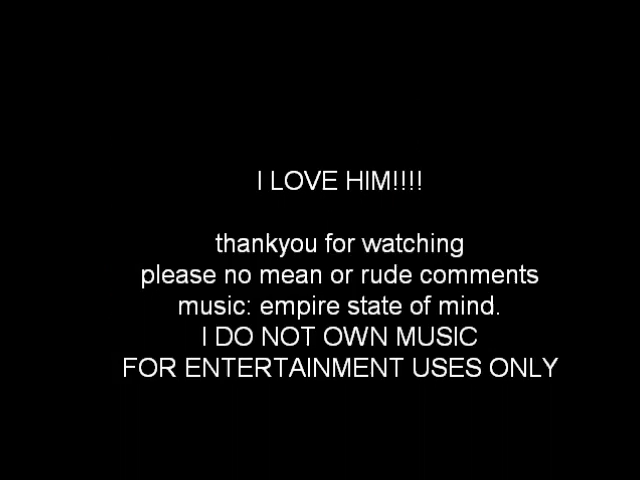 I LOVE HIM!!!!
thankyou for watching
please no mean or rude comments
music: empire state of mind.
I DO NOT OWN MUSIC
FOR ENTERTAINMENT USES ONLY